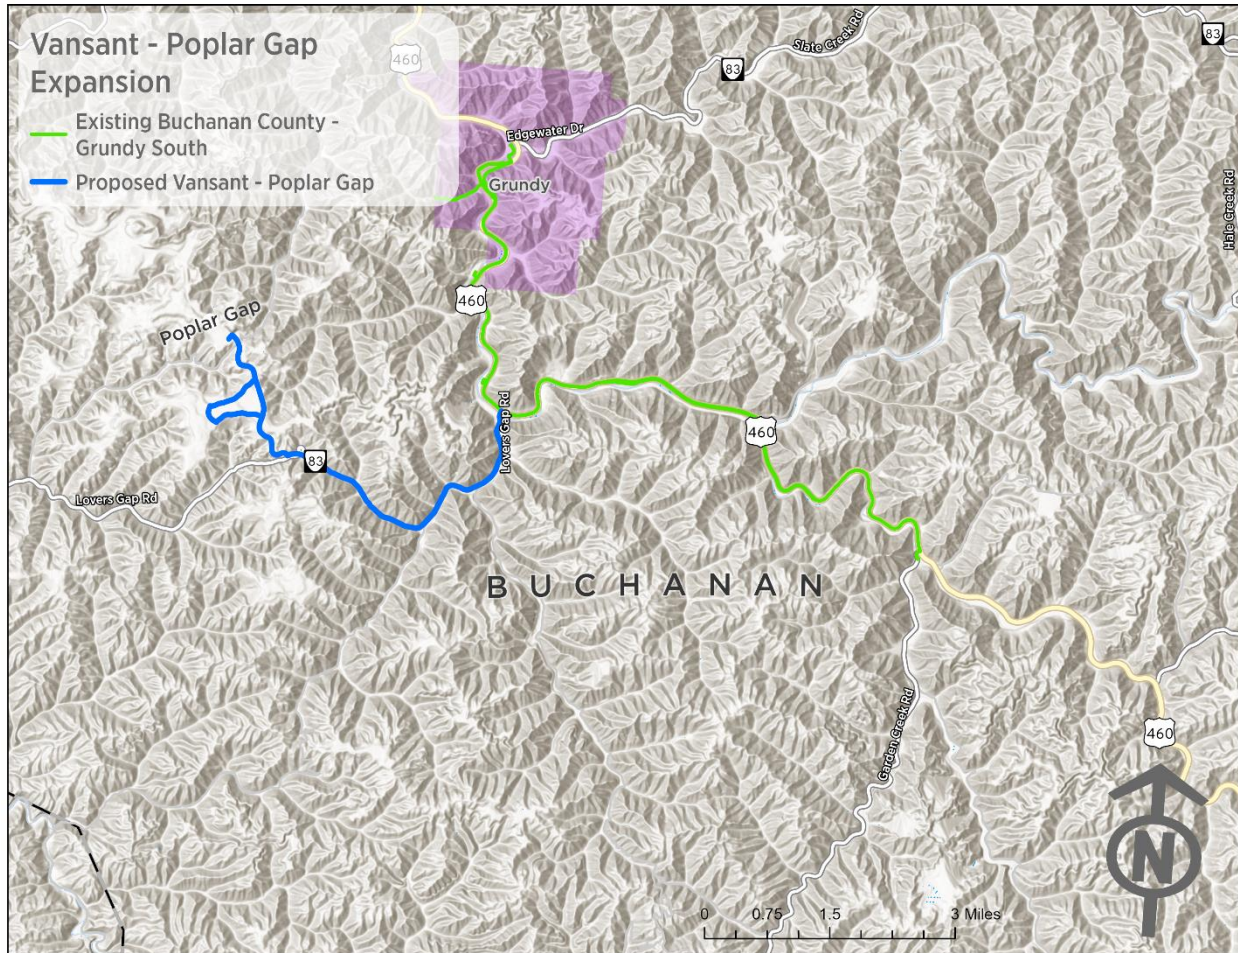 Vansant - Poplar Gap
Expansion
Existing Buchanan County -
Grundy South
Proposed Vansant - Poplar Gap
460
83
Slate Creek Rd
83
Edgewater Dr
Grundy
Hale Creek Rd
460
Poplar Gap
Lovers Gap Rd
460
83
Lovers Gap Rd
BUCHANAN
Garden Creek Rd
460
N
0 0.75 1.5 3 Miles